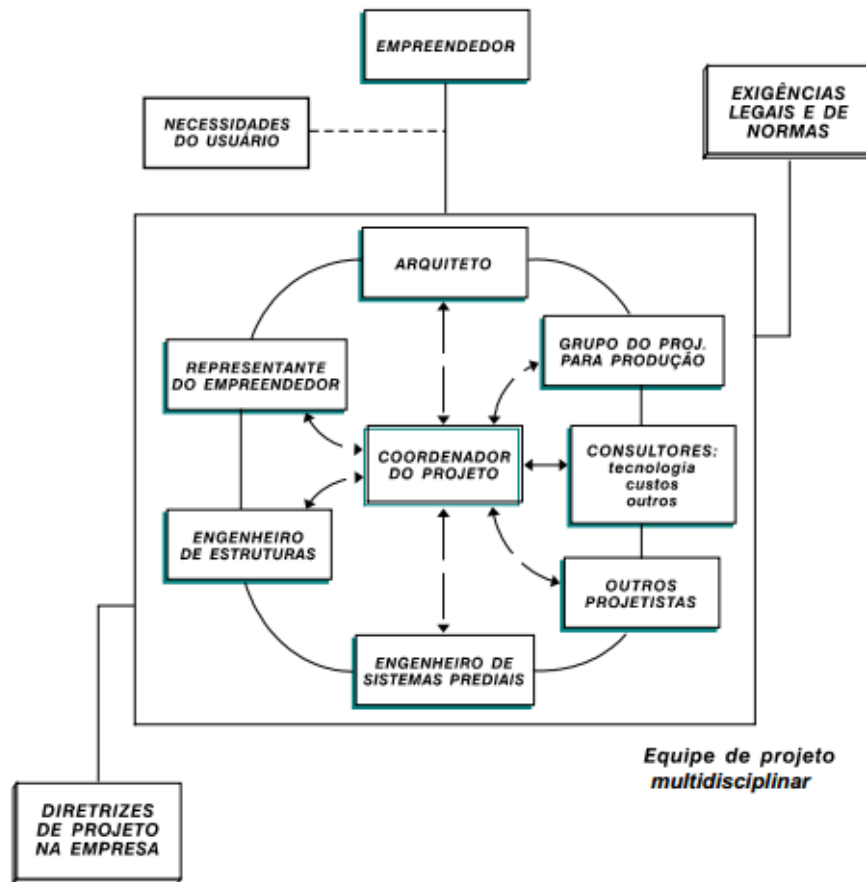 EMPREENDEDOR
EXIGÊNCIAS
LEGAIS E DE
NORMAS
NECESSIDADES
DO USUÁRIO
ARQUITETO
GRUPO DO PROJ.
PARA PRODUÇÃO
REPRESENTANTE
DO EMPREENDEDOR
COORDENADOR
DO PROJETO
CONSULTORES:
tecnologia
custos
outros
ENGENHEIRO
DE ESTRUTURAS
OUTROS
PROJETISTAS
ENGENHEIRO DE
SISTEMAS PREDIAIS
Equipe de projeto
multidisciplinar
DIRETRIZES
DE PROJETO
NA EMPRESA